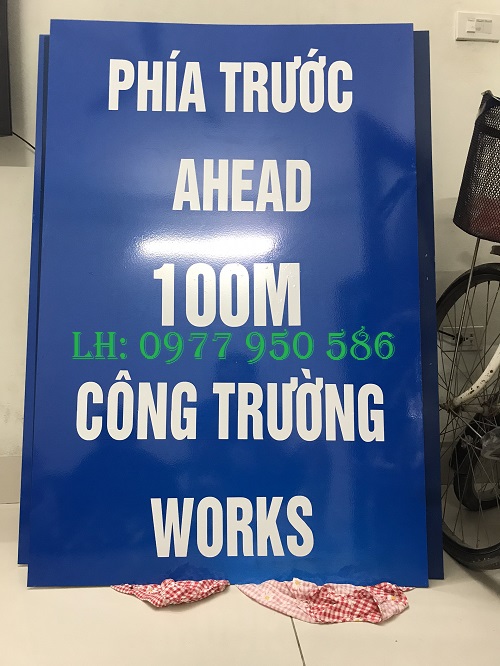 PHÍA TRƯỚC
AHEAD
100M
LH: 0977 950 586
CÔNG TRƯỜNG
WORKS